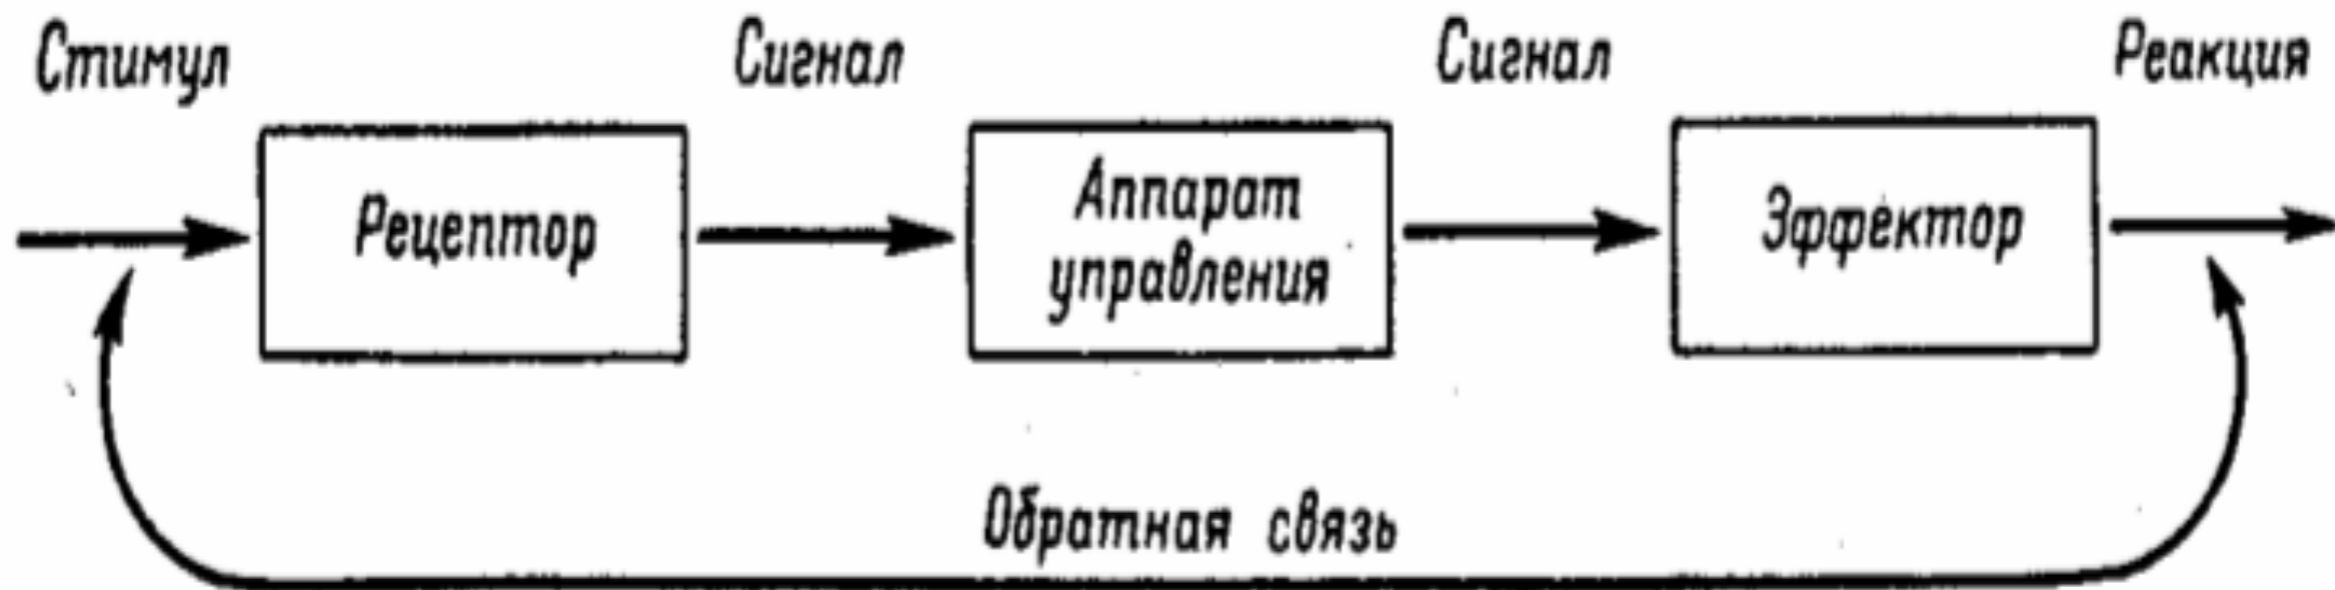 Стимул
Сигнал
Сигнал
Реакция
Рецептор
Аппарат
управления
Эффектор
Обратная связь